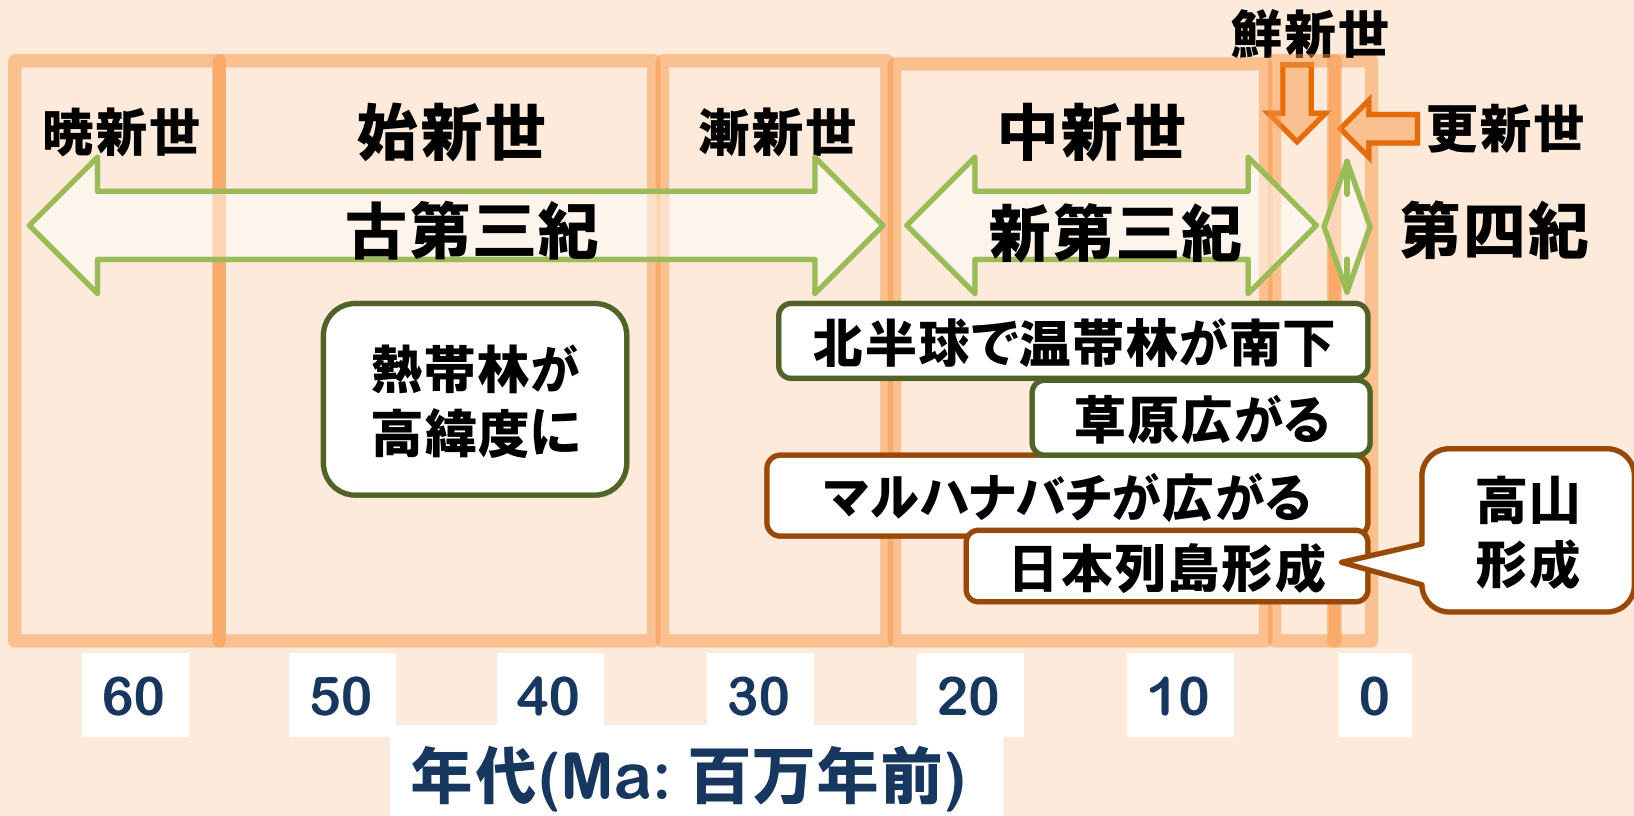 鮮新世
暁新世
始新世
漸新世
中新世
更新世
古第三紀
新第三紀
第四紀
熱帯林が
高緯度に
北半球で温帯林が南下
草原広がる
マルハナバチが広がる
日本列島形成
高山
形成
60
50
40
30
20
10
0
年代(Ma: 百万年前)